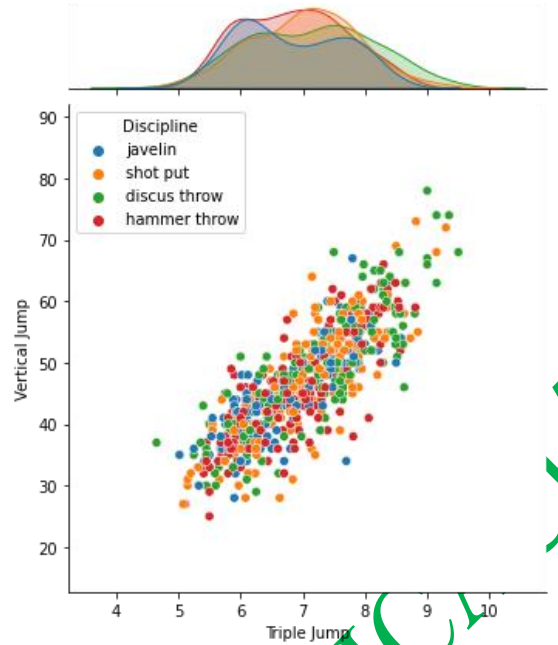 90
80
70
60
50
40
30
20
Vertical Jump
Discipline
javelin
shot put
discus throw
hammer throw
4 5 6 7 8 9 10
Triple Jump